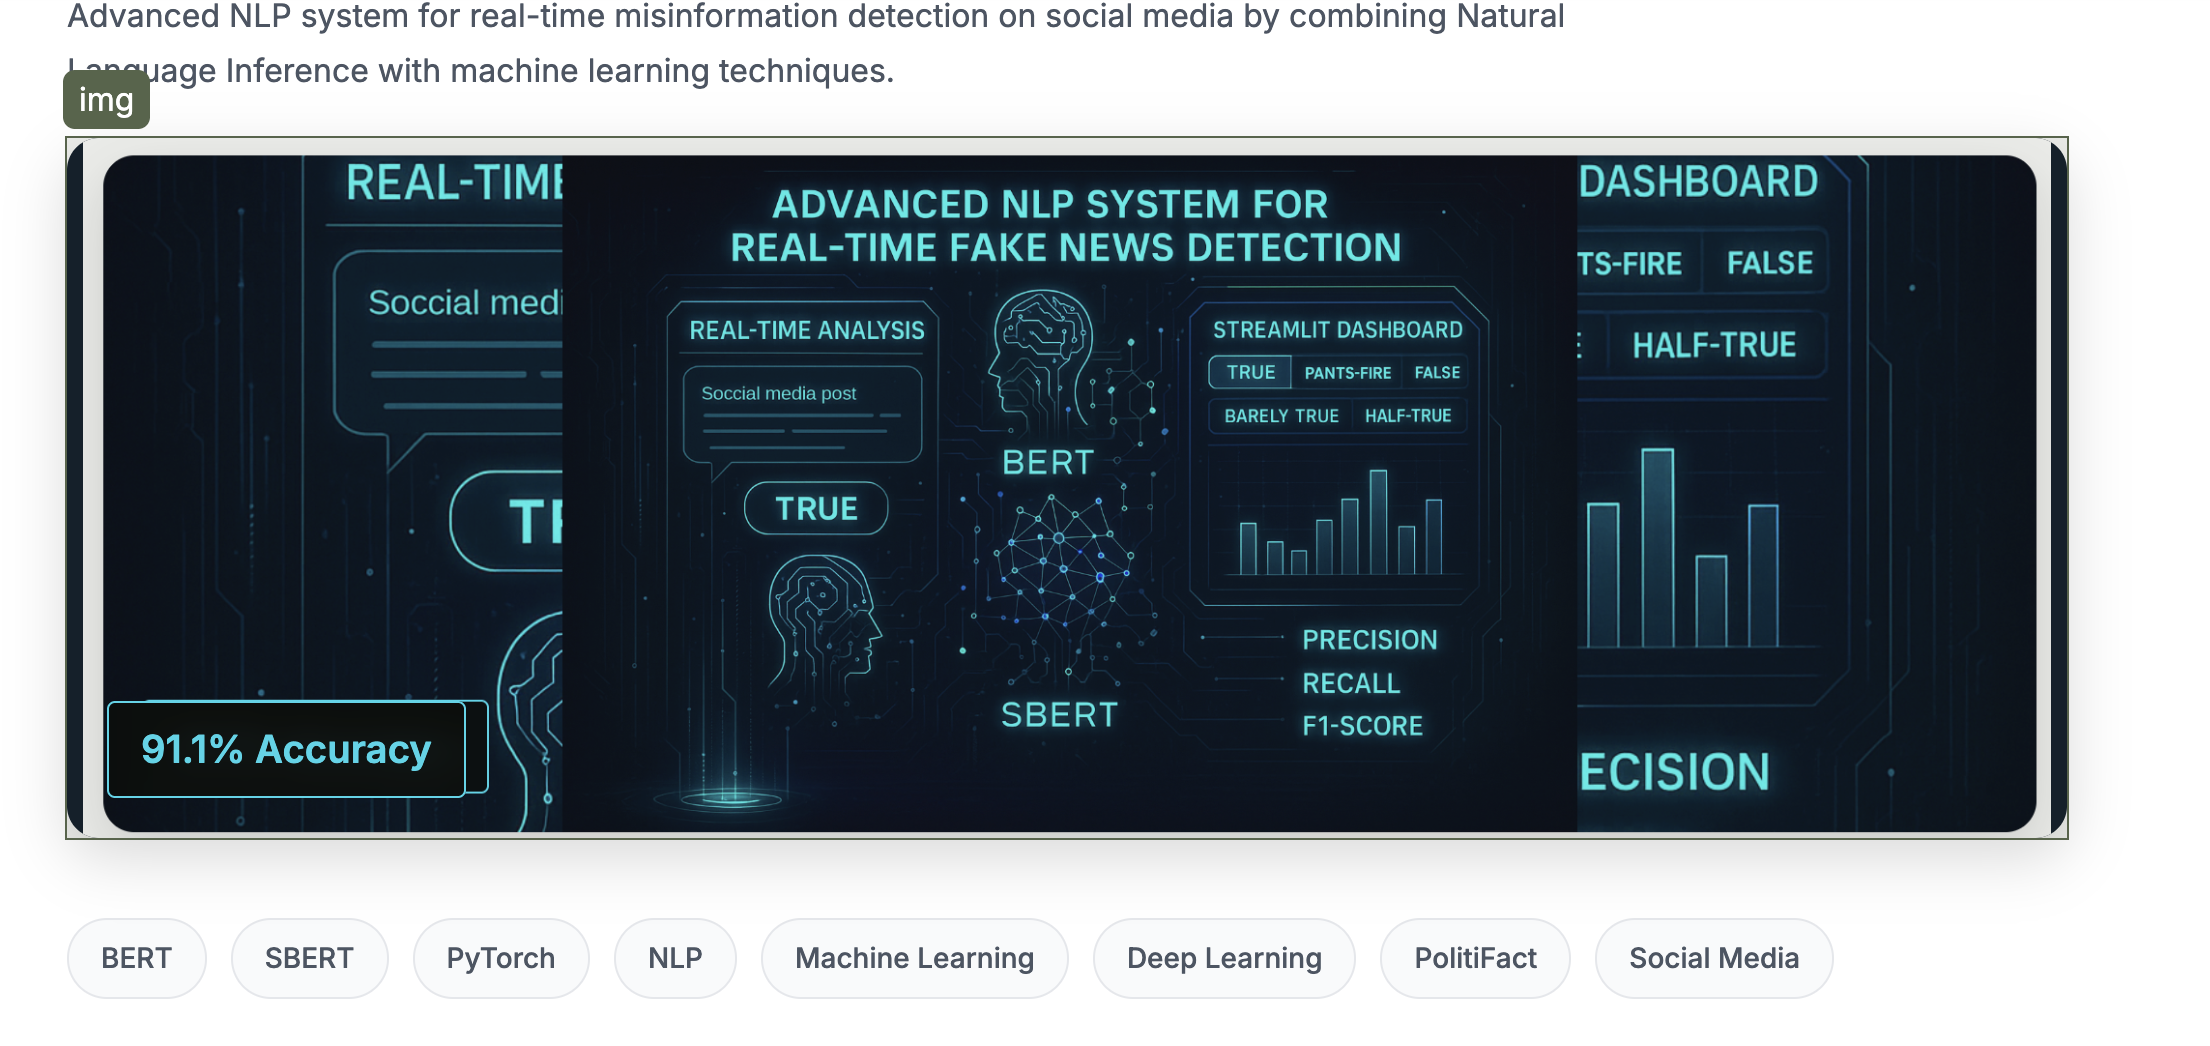 Advanced NLP system for real-time misinformation detection on social media by combining Natural
Language Inference with machine learning techniques.
img
REAL-TIME
Soccial medi
TR
ADVANCED NLP SYSTEM FOR
REAL-TIME FAKE NEWS DETECTION
REAL-TIME ANALYSIS
Soccial media post
TRUE
BERT
SBERT
STREAMLIT DASHBOARD
TRUE PANTS-FIRE FALSE
BARELY TRUE HALF-TRUE
PRECISION
RECALL
F1-SCORE
DASHBOARD
TS-FIRE FALSE
E HALF-TRUE
ECISION
91.1% Accuracy
BERT SBERT PyTorch NLP Machine Learning Deep Learning PolitiFact Social Media